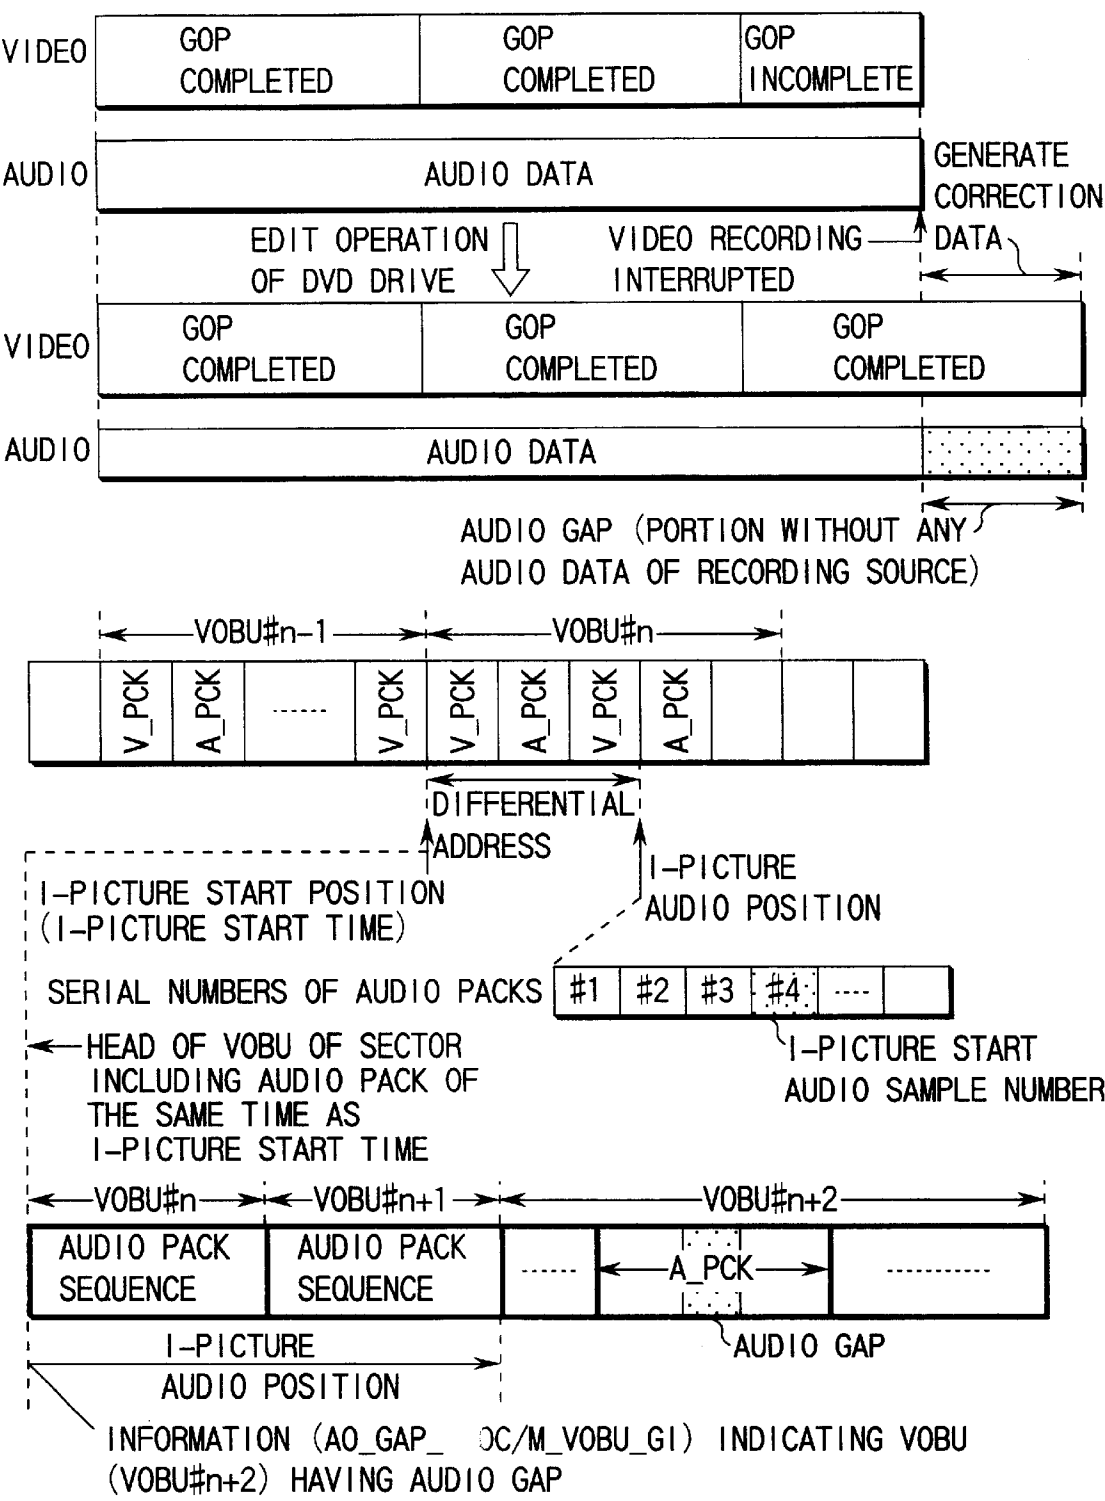 VIDEO
GOP COMPLETED
GOP COMPLETED
GOP INCOMPLETE
AUDIO
AUDIO DATA
GENERATE
CORRECTION
DATA
EDIT OPERATION
OF DVD DRIVE
VIDEO RECORDING
INTERRUPTED
VIDEO
GOP COMPLETED
GOP COMPLETED
GOP COMPLETED
AUDIO
AUDIO DATA
AUDIO GAP (PORTION WITHOUT ANY
AUDIO DATA OF RECORDING SOURCE)
VOBU#n-1
VOBU#n
V_PCK
A_PCK
------
V_PCK
V_PCK
A_PCK
V_PCK
A_PCK
DIFFERENTIAL
ADDRESS
I-PICTURE START POSITION
(I-PICTURE START TIME)
I-PICTURE
AUDIO POSITION
SERIAL NUMBERS OF AUDIO PACKS
#1 #2 #3 #4 ----
I-PICTURE START
AUDIO SAMPLE NUMBER
HEAD OF VOBU OF SECTOR
INCLUDING AUDIO PACK OF
THE SAME TIME AS
I-PICTURE START TIME
VOBU#n
VOBU#n+1
VOBU#n+2
AUDIO PACK
SEQUENCE
AUDIO PACK
SEQUENCE
------
A_PCK
-----------
AUDIO GAP
I-PICTURE
AUDIO POSITION
INFORMATION (A0_GAP_ OC/M_VOBU_GI) INDICATING VOBU
(VOBU#n+2) HAVING AUDIO GAP